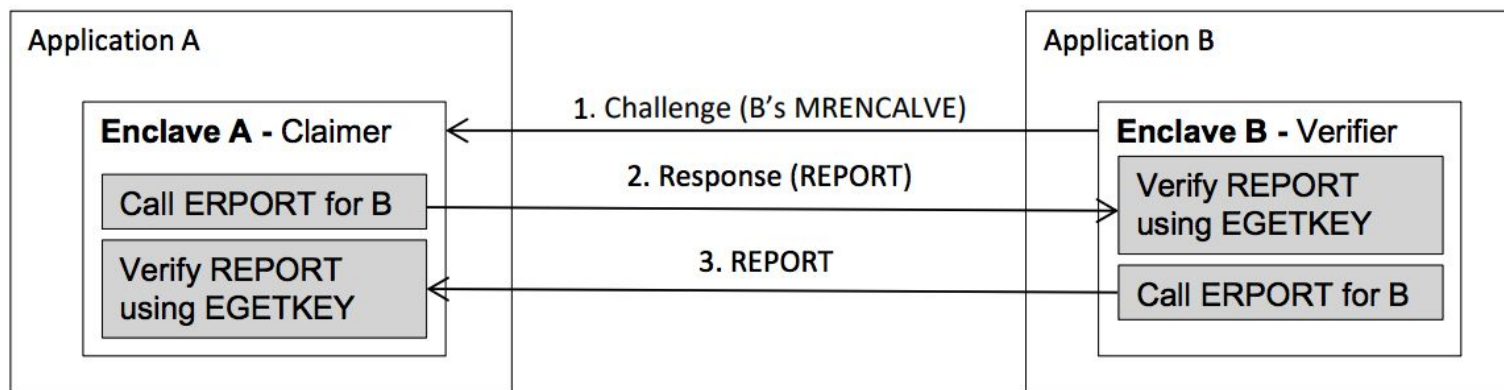 Application A
Enclave A - Claimer
Call ERPORT for B
Verify REPORT
using EGETKEY
1. Challenge (B's MRENCALVE)
2. Response (REPORT)
3. REPORT
Application B
Enclave B - Verifier
Verify REPORT
using EGETKEY
Call ERPORT for B